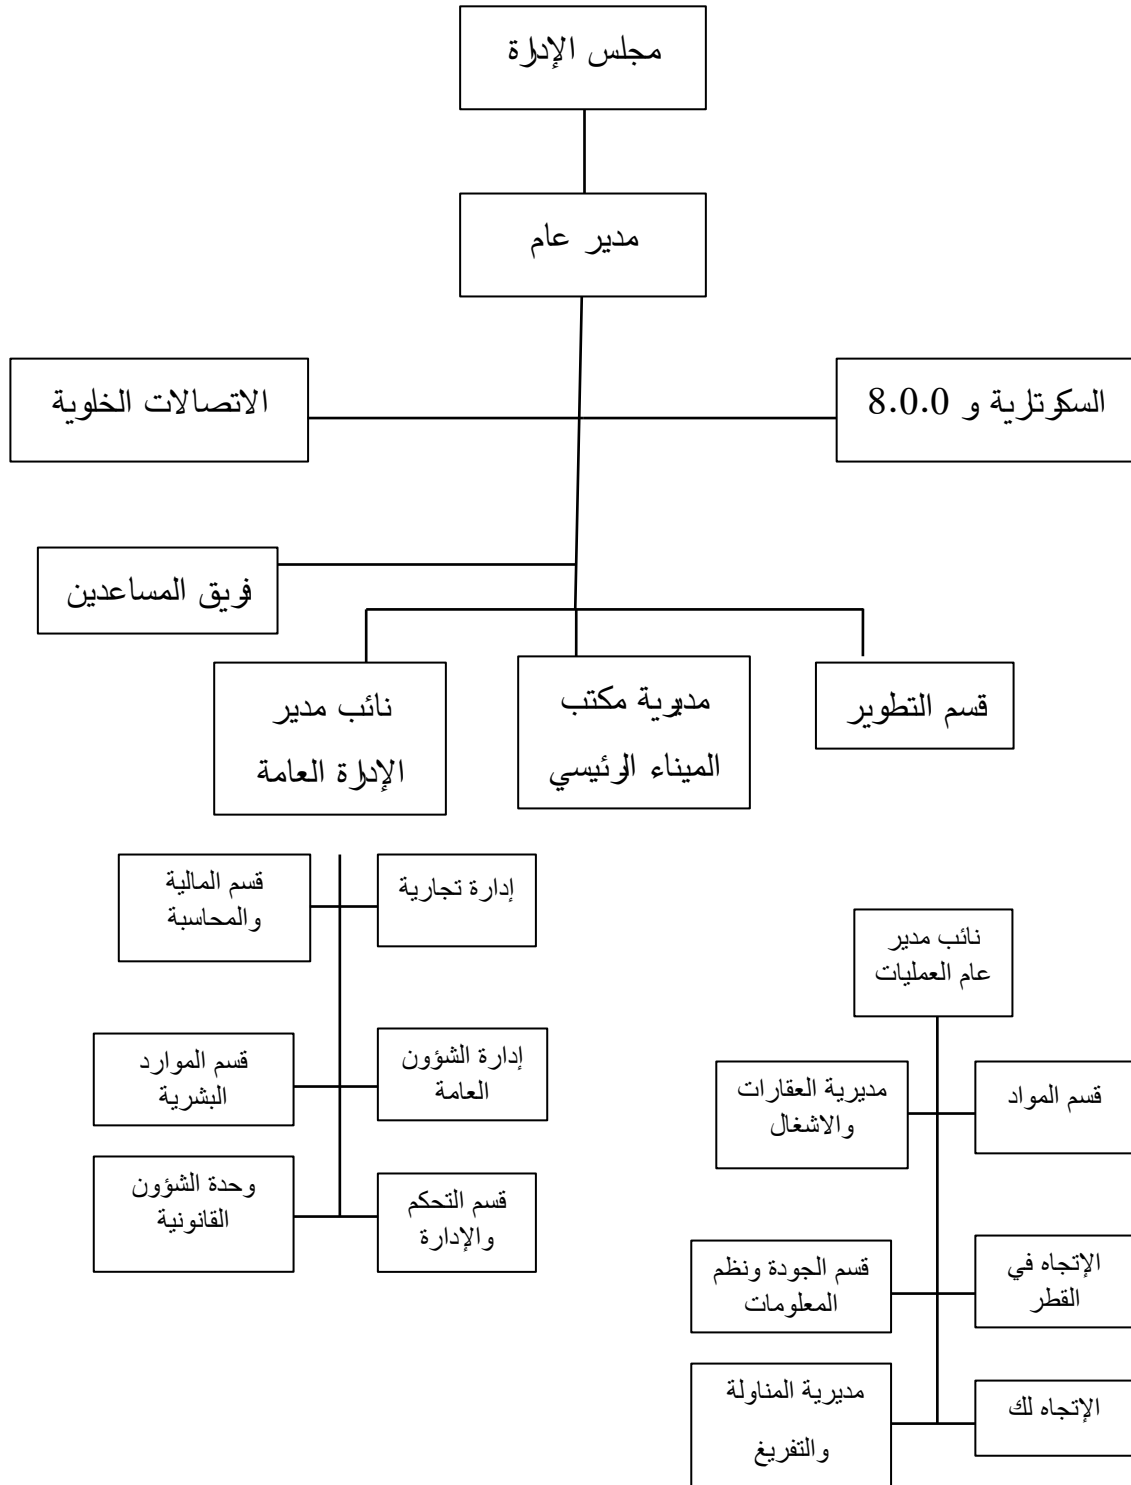 مجلس الإدارة
مدير عام
السكوتارية و 8.0.0
الاتصالات الخلوية
فريق المساعدين
قسم التطوير
مديرية مكتب
الميناء الرئيسي
نائب مدير
الإدارة العامة
إدارة تجارية
قسم المالية
والمحاسبة
إدارة الشؤون
العامة
قسم الموارد
البشرية
قسم التحكم
والإدارة
وحدة الشؤون
القانونية
نائب مدير
عام العمليات
قسم المواد
مديرية العقارات
والاشغال
الإتجاه في
القطر
قسم الجودة ونظم
المعلومات
الإتجاه لك
مديرية المناولة
والتفريغ